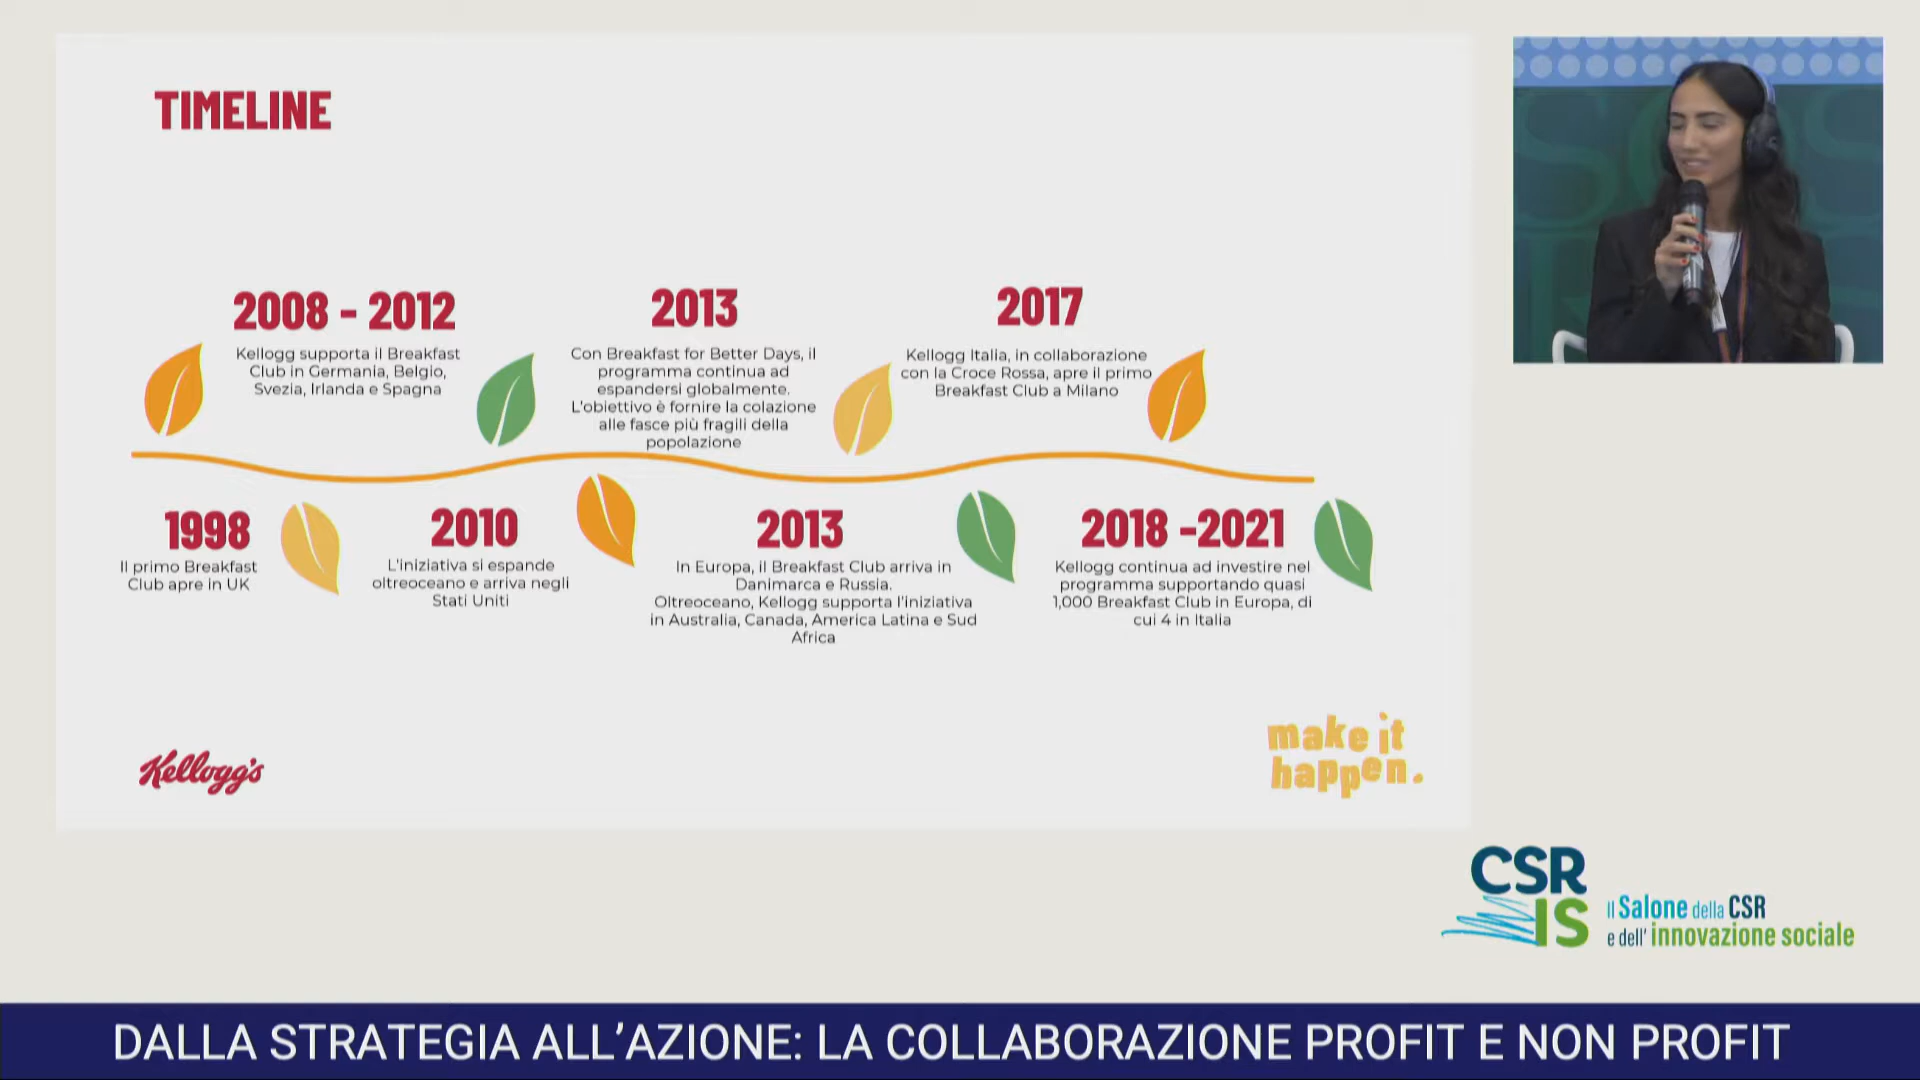 TIMELINE
2008 - 2012
Kellogg supporta il Breakfast
Club in Germania, Belgio,
Svezia, Irlanda e Spagna
2013
Con Breakfast for Better Days, il
programma continua ad
espandersi globalmente.
L'obiettivo è fornire la colazione
alle fasce più fragili della
popolazione
2017
Kellogg Italia, in collaborazione
con la Croce Rossa, apre il primo
Breakfast Club a Milano
1998
Il primo Breakfast
Club apre in UK
2010
L'iniziativa si espande
oltreoceano e arriva negli
Stati Uniti
2013
In Europa, il Breakfast Club arriva in
Danimarca e Russia.
Oltreoceano, Kellogg supporta l'iniziativa
in Australia, Canada, America Latina e Sud
Africa
2018 -2021
Kellogg continua ad investire nel
programma supportando quasi
1,000 Breakfast Club in Europa, di
cui 4 in Italia
Kellogg's
make it
happen.
CSR
IS
Il Salone della CSR
e dell' innovazione sociale
DALLA STRATEGIA ALL’AZIONE: LA COLLABORAZIONE PROFIT E NON PROFIT